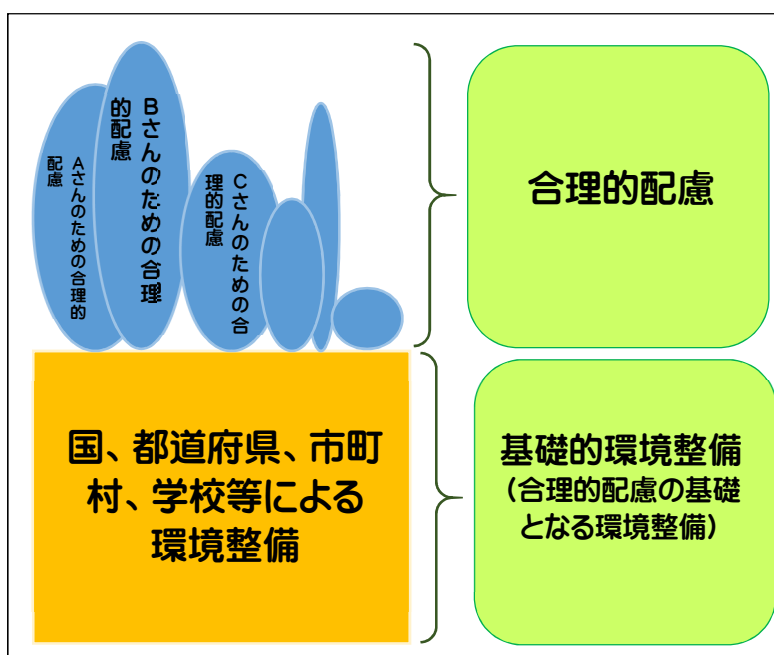 Aさんのための合理的
配慮
Bさんのための合理
的配慮
Cさんのための合
理的配慮
合理的配慮
国、都道府県、市町
村、学校等による
環境整備
基礎的環境整備
（合理的配慮の基礎
となる環境整備）